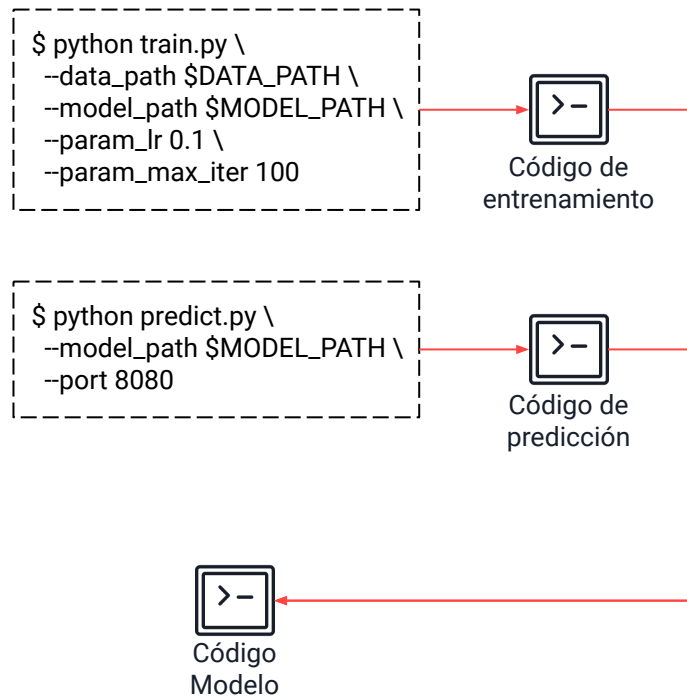 $ python train.py \
--data_path $DATA_PATH \
--model_path $MODEL_PATH \
--param_lr 0.1 \
--param_max_iter 100
Código de
entrenamiento
$ python predict.py \
--model_path $MODEL_PATH \
--port 8080
Código de
predicción
Código
Modelo